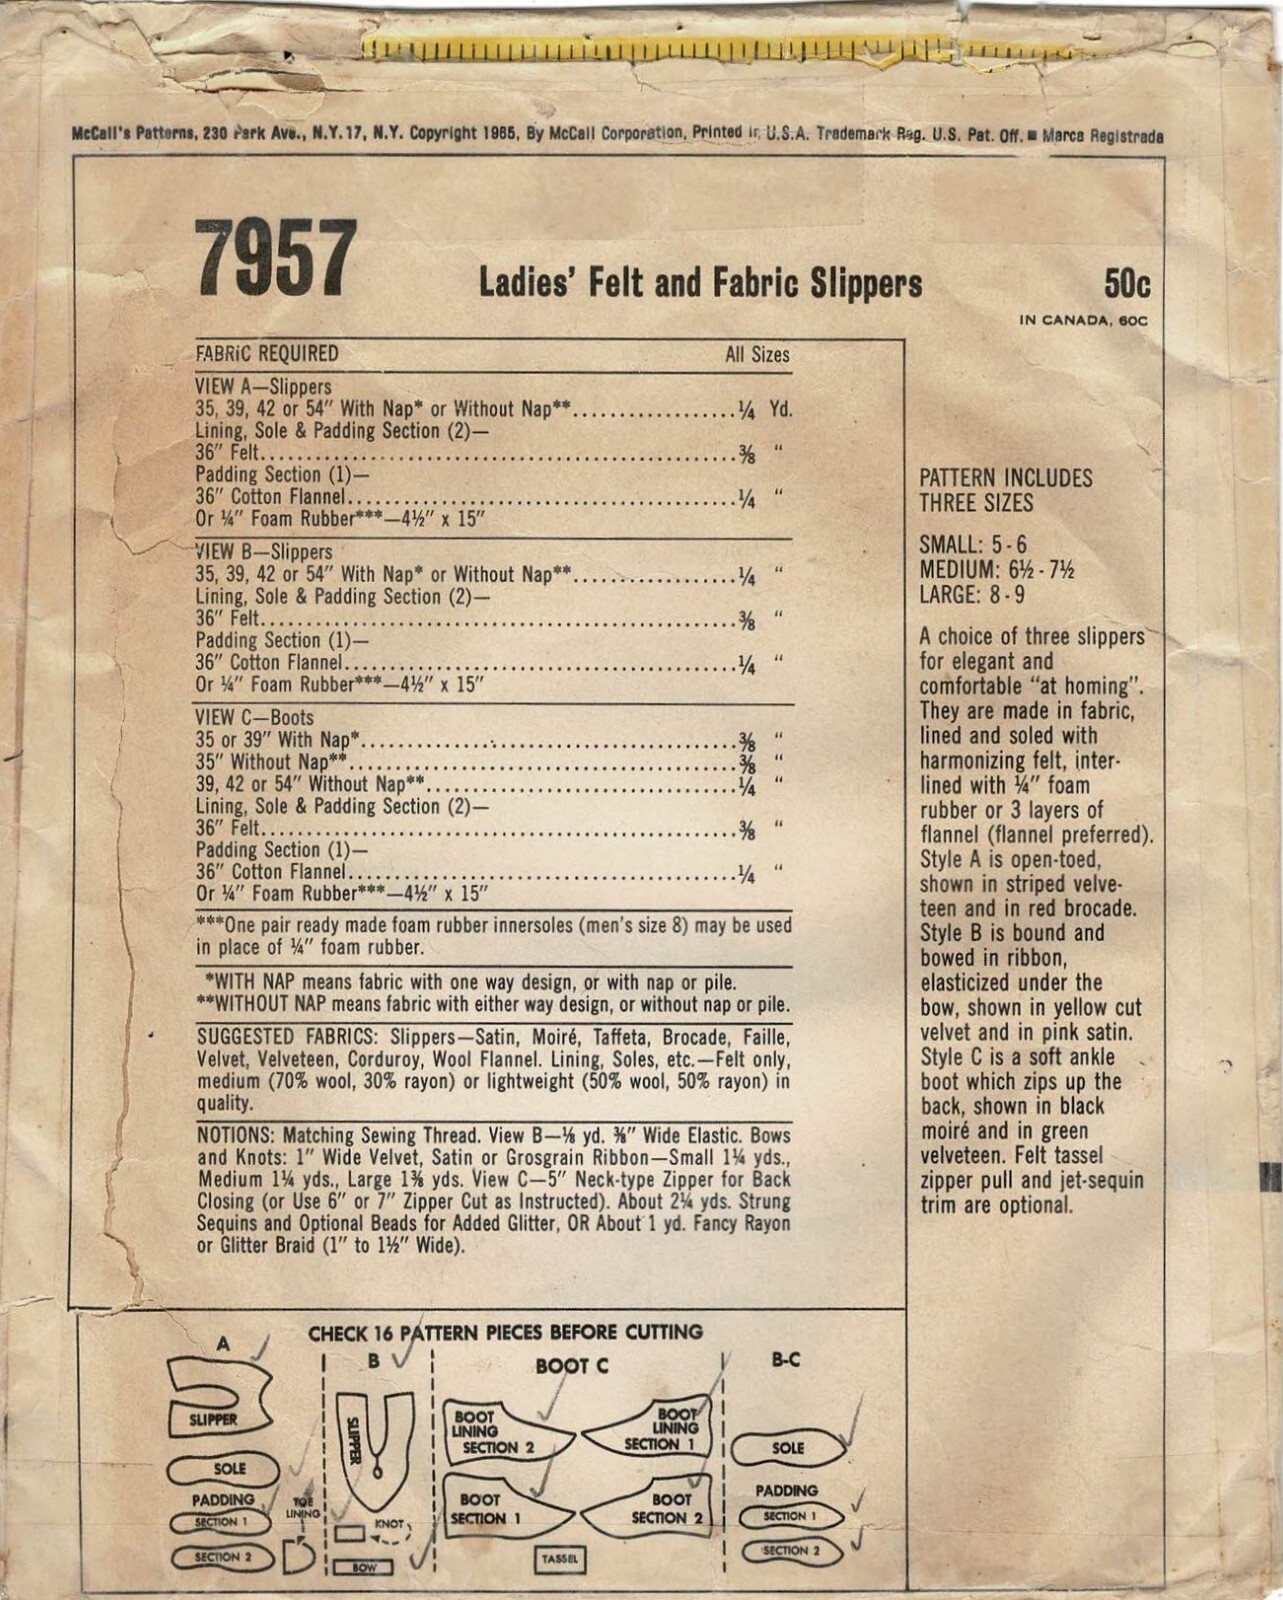 McCall's Patterns, 230 Park Ave., N.Y. 17, N.Y. Copyright 1965, By McCall Corporation, Printed in U.S.A. Trademark Reg. U.S. Pat. Off. ■ Marca Registrada
7957
Ladies' Felt and Fabric Slippers
50c
IN CANADA, 60C
FABRIC REQUIRED All Sizes
VIEW A—Slippers
35, 39, 42 or 54" With Nap* or Without Nap**.................¼ Yd.
Lining, Sole & Padding Section (2)—
36" Felt..................................................⅜ "
Padding Section (1)—
36" Cotton Flannel........................................¼ "
Or ¼" Foam Rubber***—4½" x 15"
VIEW B—Slippers
35, 39, 42 or 54" With Nap* or Without Nap**.................¼ "
Lining, Sole & Padding Section (2)—
36" Felt..................................................⅜ "
Padding Section (1)—
36" Cotton Flannel........................................¼ "
Or ¼" Foam Rubber***—4½" x 15"
VIEW C—Boots
35 or 39" With Nap*.......................................⅜ "
35" Without Nap**.........................................⅜ "
39, 42 or 54" Without Nap**...............................¼ "
Lining, Sole & Padding Section (2)—
36" Felt..................................................⅜ "
Padding Section (1)—
36" Cotton Flannel........................................¼ "
Or ¼" Foam Rubber***—4½" x 15"
***One pair ready made foam rubber innersoles (men's size 8) may be used
in place of ¼" foam rubber.
*WITH NAP means fabric with one way design, or with nap or pile.
**WITHOUT NAP means fabric with either way design, or without nap or pile.
SUGGESTED FABRICS: Slippers—Satin, Moiré, Taffeta, Brocade, Faille,
Velvet, Velveteen, Corduroy, Wool Flannel. Lining, Soles, etc.—Felt only,
medium (70% wool, 30% rayon) or lightweight (50% wool, 50% rayon) in
quality.
NOTIONS: Matching Sewing Thread. View B—⅛ yd. ⅜" Wide Elastic. Bows
and Knots: 1" Wide Velvet, Satin or Grosgrain Ribbon—Small 1¼ yds.,
Medium 1¼ yds., Large 1⅜ yds. View C—5" Neck-type Zipper for Back
Closing (or Use 6" or 7" Zipper Cut as Instructed). About 2¼ yds. Strung
Sequins and Optional Beads for Added Glitter, OR About 1 yd. Fancy Rayon
or Glitter Braid (1" to 1½" Wide).
PATTERN INCLUDES
THREE SIZES
SMALL: 5-6
MEDIUM: 6½-7½
LARGE: 8-9
A choice of three slippers
for elegant and
comfortable "at homing".
They are made in fabric,
lined and soled with
harmonizing felt, inter-
lined with ¼" foam
rubber or 3 layers of
flannel (flannel preferred).
Style A is open-toed,
shown in striped velve-
teen and in red brocade.
Style B is bound and
bowed in ribbon,
elasticized under the
bow, shown in yellow cut
velvet and in pink satin.
Style C is a soft ankle
boot which zips up the
back, shown in black
moiré and in green
velveteen. Felt tassel
zipper pull and jet-sequin
trim are optional.
CHECK 16 PATTERN PIECES BEFORE CUTTING
A
SLIPPER
SOLE
PADDING
SECTION 1
SECTION 2
TOE
LINING
B
SLIPPER
KNOT
BOW
BOOT C
BOOT
LINING
SECTION 2
BOOT
LINING
SECTION 1
BOOT
SECTION 1
BOOT
SECTION 2
TASSEL
B-C
SOLE
PADDING
SECTION 1
SECTION 2